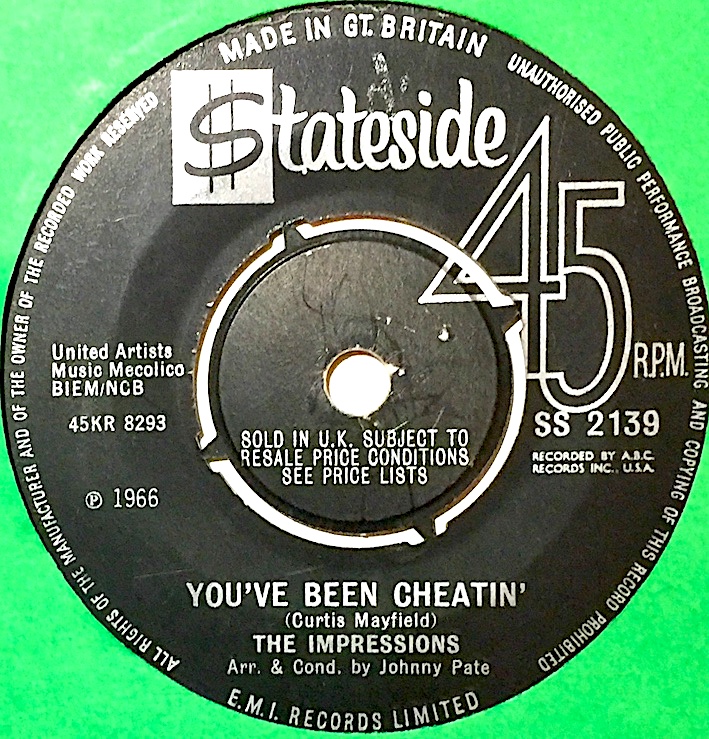 MADE IN GT. BRITAIN
UNAUTHORISED PUBLIC PERFORMANCE BROADCASTING AND COPYING OF THIS RECORD PROHIBITED
ALL RIGHTS OF THE MANUFACTURER AND OF THE OWNER OF THE RECORDED WORK RESERVED
$tateside
45
R.P.M.
United Artists
Music Mecolico
BIEM/NCB
45KR 8293
℗ 1966
SOLD IN U.K. SUBJECT TO
RESALE PRICE CONDITIONS
SEE PRICE LISTS
SS 2139
RECORDED BY A.B.C.
RECORDS INC., U.S.A.
YOU'VE BEEN CHEATIN'
(Curtis Mayfield)
THE IMPRESSIONS
Arr. & Cond. by Johnny Pate
E.M.I. RECORDS LIMITED